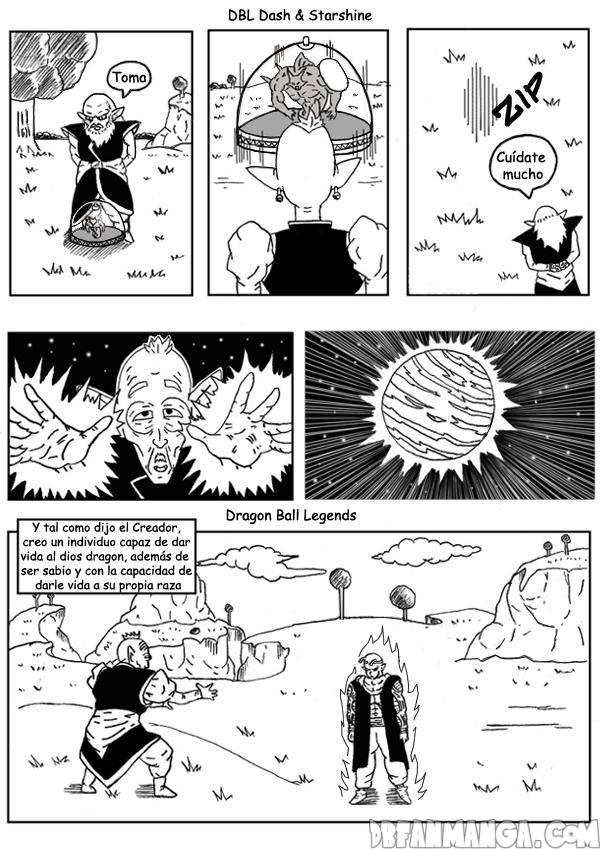 DBL Dash & Starshine
Toma
ZIP
Cuídate
mucho
Dragon Ball Legends
Y tal como dijo el Creador,
creo un individuo capaz de dar
vida al dios dragon, además de
ser sabio y con la capacidad de
darle vida a su propia raza
DBFANMANGA.COM